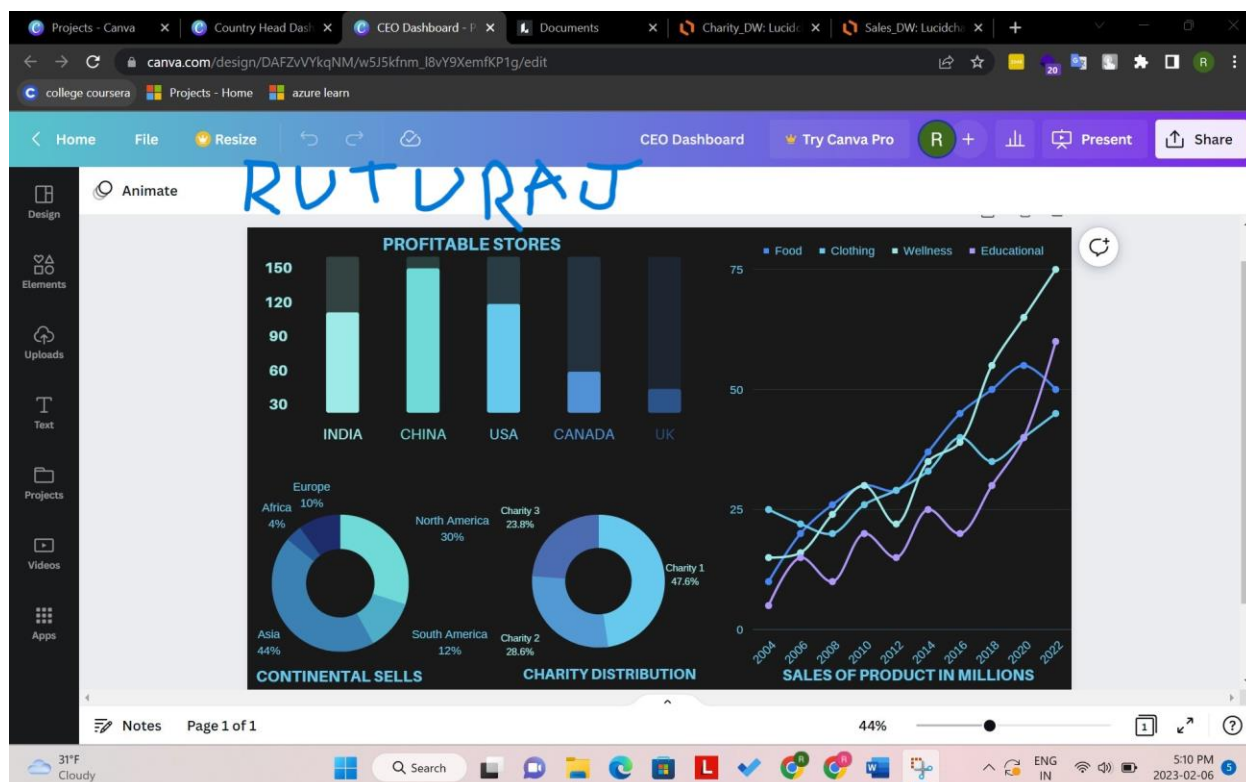 Projects - Canva
Country Head Dash
CEO Dashboard - P
Documents
Charity_DW: Lucidc
Sales_DW: Lucidcha
canva.com/design/DAFZvVYkqNM/w5J5kfnm_l8vY9XemfKP1g/edit
20
R
college coursera
Projects - Home
azure learn
Home
File
Resize
CEO Dashboard
Try Canva Pro
R
Present
Share
Animate
RUTURAJ
Design
Elements
Uploads
Text
Projects
Videos
Apps
PROFITABLE STORES
150
120
90
60
30
INDIA CHINA USA CANADA UK
Food Clothing Wellness Educational
75
50
25
0
2004 2006 2008 2010 2012 2014 2016 2018 2020 2022
SALES OF PRODUCT IN MILLIONS
Europe
10%
Africa
4%
North America
30%
Asia
44%
South America
12%
CONTINENTAL SELLS
Charity 3
23.8%
Charity 1
47.6%
Charity 2
28.6%
CHARITY DISTRIBUTION
Notes
Page 1 of 1
44%
1
31°F
Cloudy
Search
L
ENG
IN
5:10 PM
2023-02-06
5